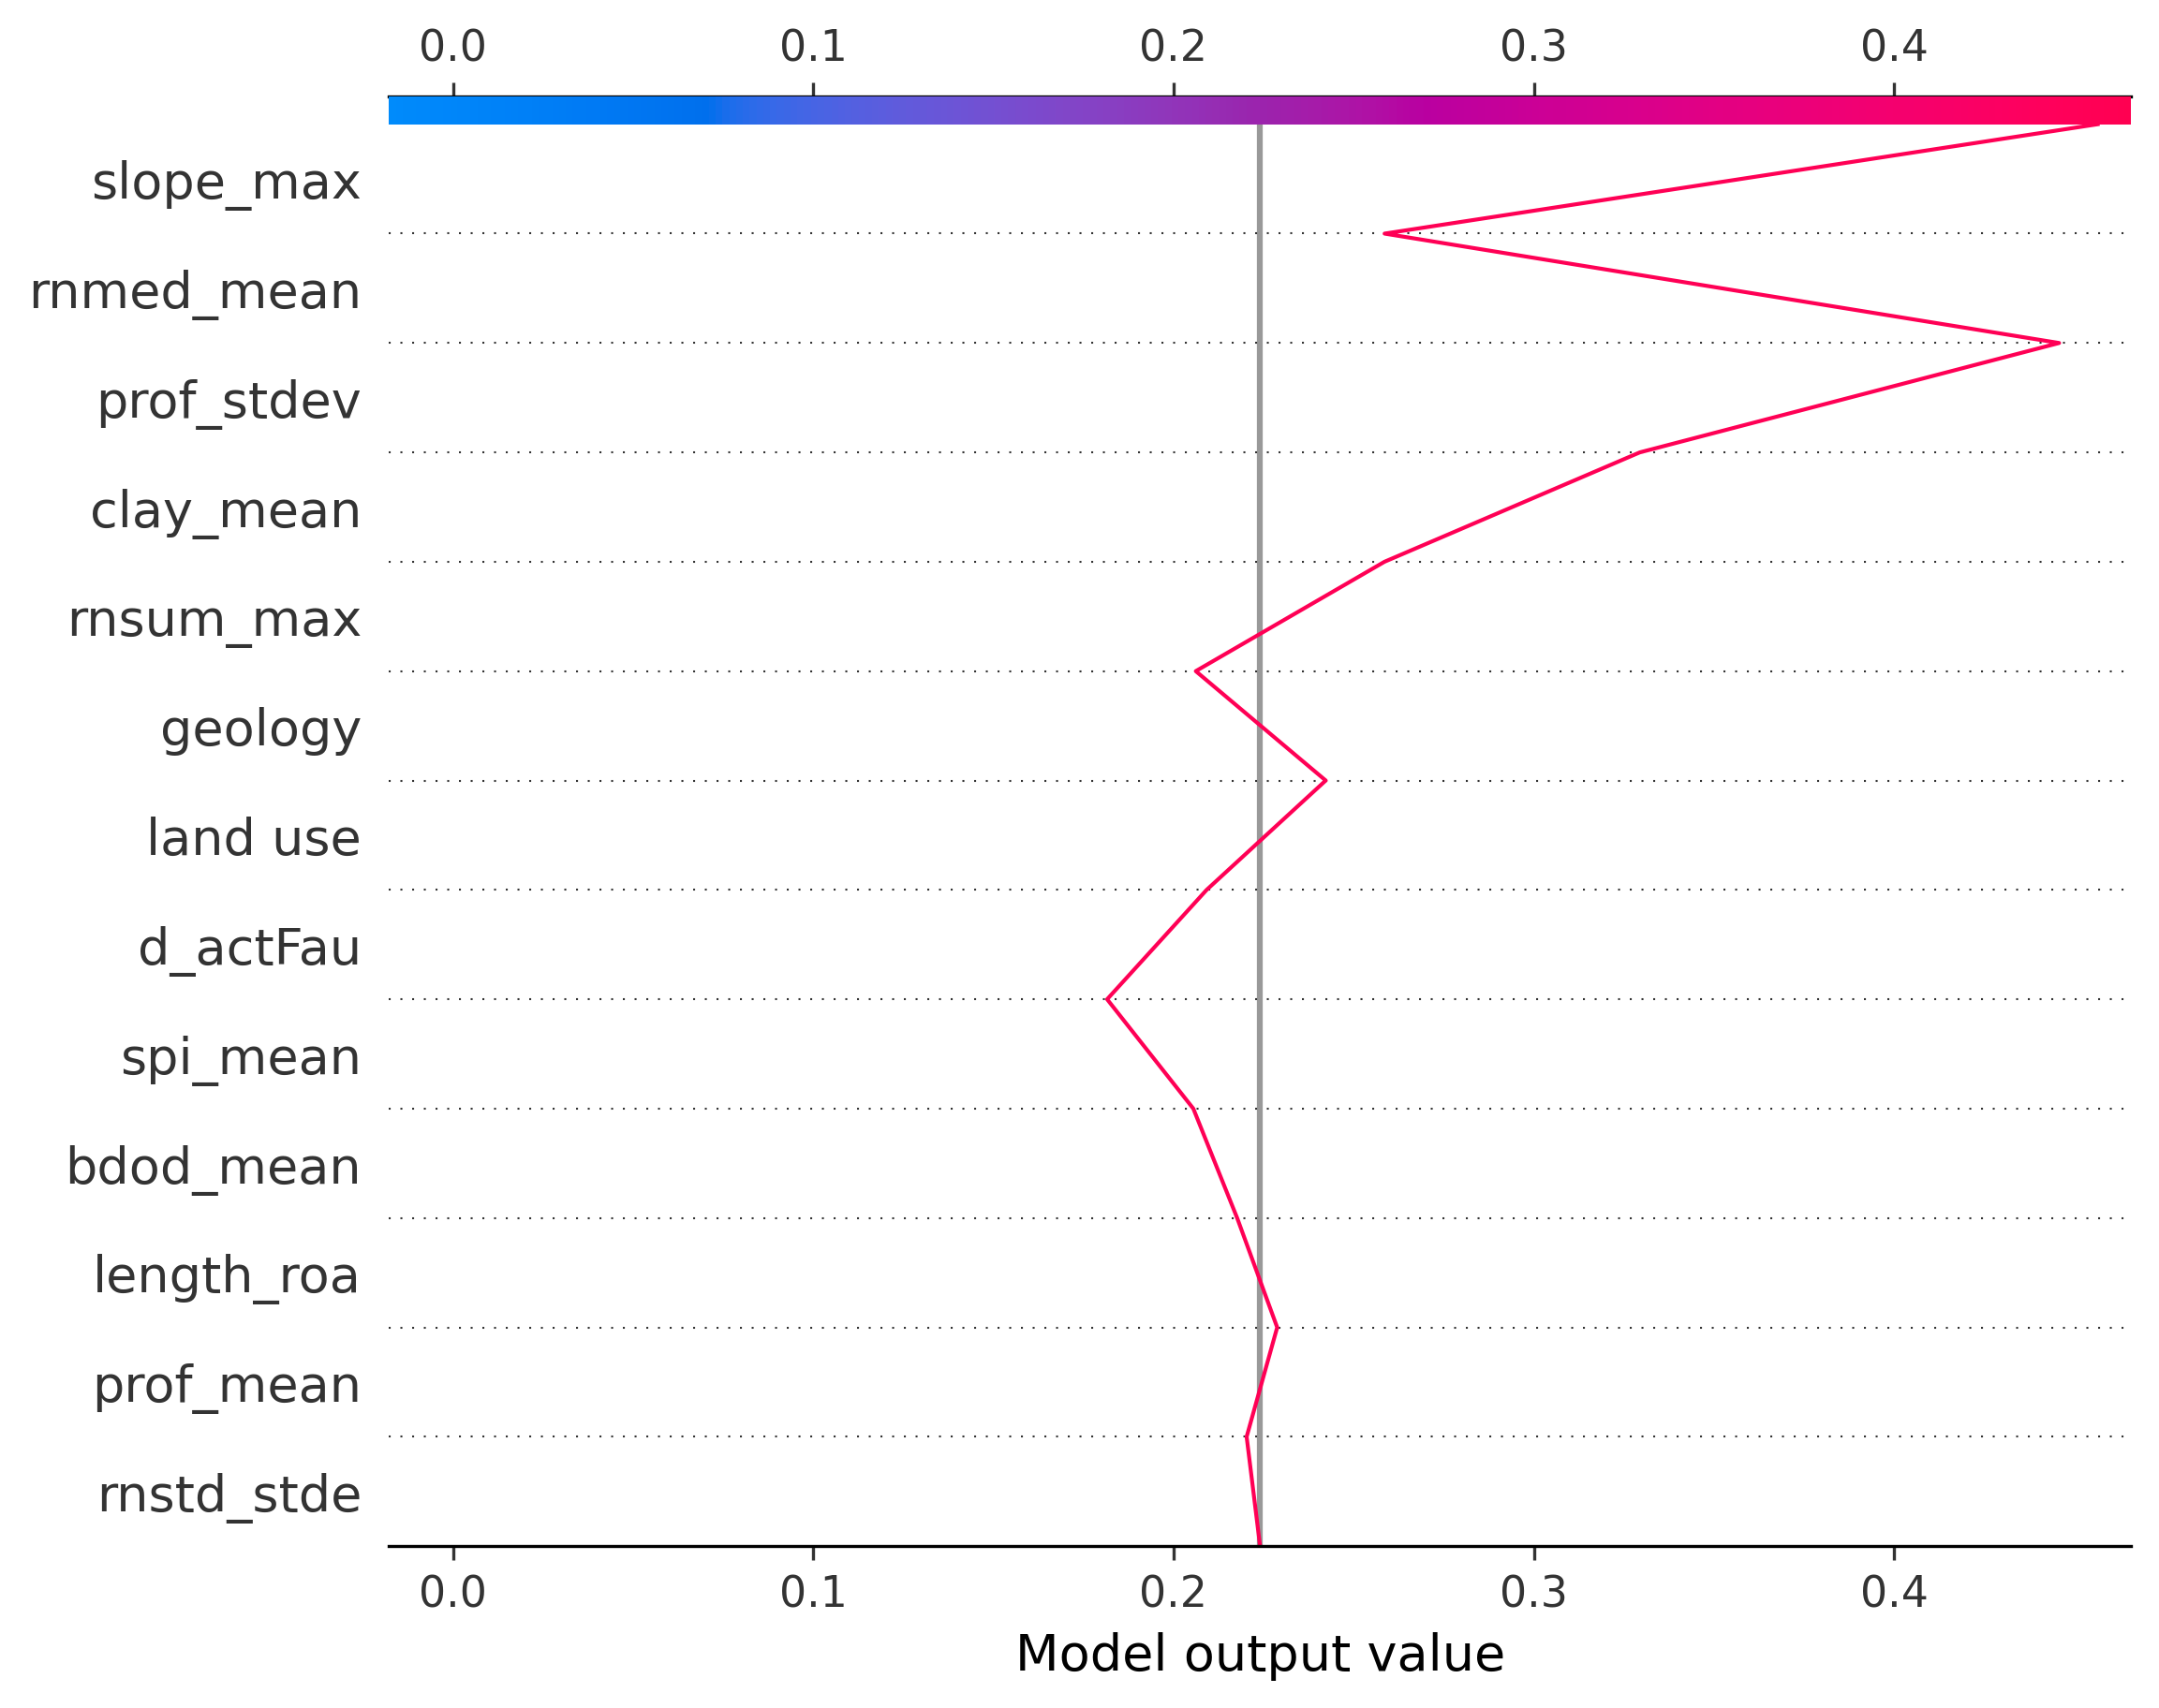 0.0 0.1 0.2 0.3 0.4
slope_max
rnmed_mean
prof_stdev
clay_mean
rnsum_max
geology
land use
d_actFau
spi_mean
bdod_mean
length_roa
prof_mean
rnstd_stde
0.0 0.1 0.2 0.3 0.4
Model output value